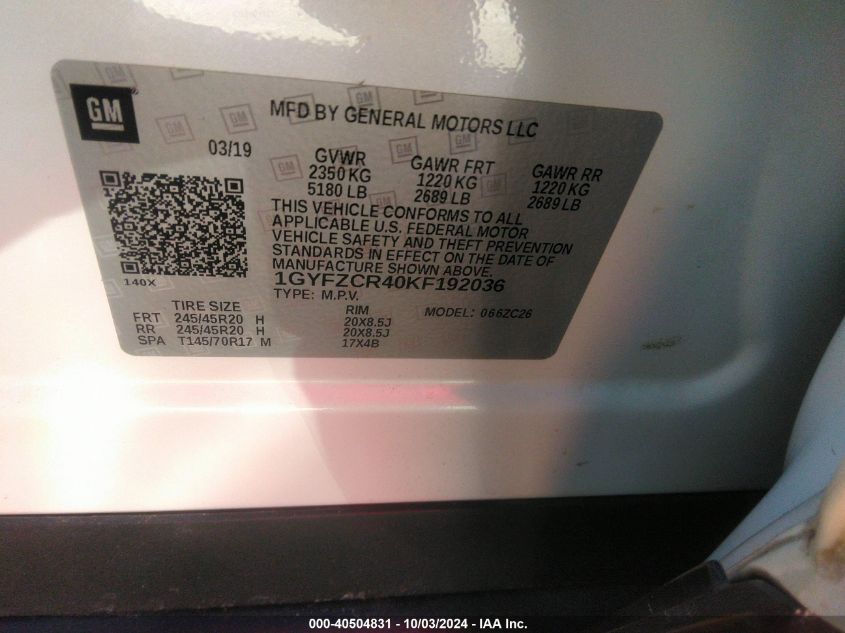 GM
MFD BY GENERAL MOTORS LLC
03/19
GVWR GAWR FRT GAWR RR
2350 KG 1220 KG 1220 KG
5180 LB 2689 LB 2689 LB
THIS VEHICLE CONFORMS TO ALL
APPLICABLE U.S. FEDERAL MOTOR
VEHICLE SAFETY AND THEFT PREVENTION
STANDARDS IN EFFECT ON THE DATE OF
MANUFACTURE SHOWN ABOVE.
140X
1GYFZCR40KF192036
TYPE: M.P.V.
TIRE SIZE RIM MODEL: 066ZC26
FRT 245/45R20 H 20X8.5J
RR 245/45R20 H 20X8.5J
SPA T145/70R17 M 17X4B
000-40504831 - 10/03/2024 - IAA Inc.